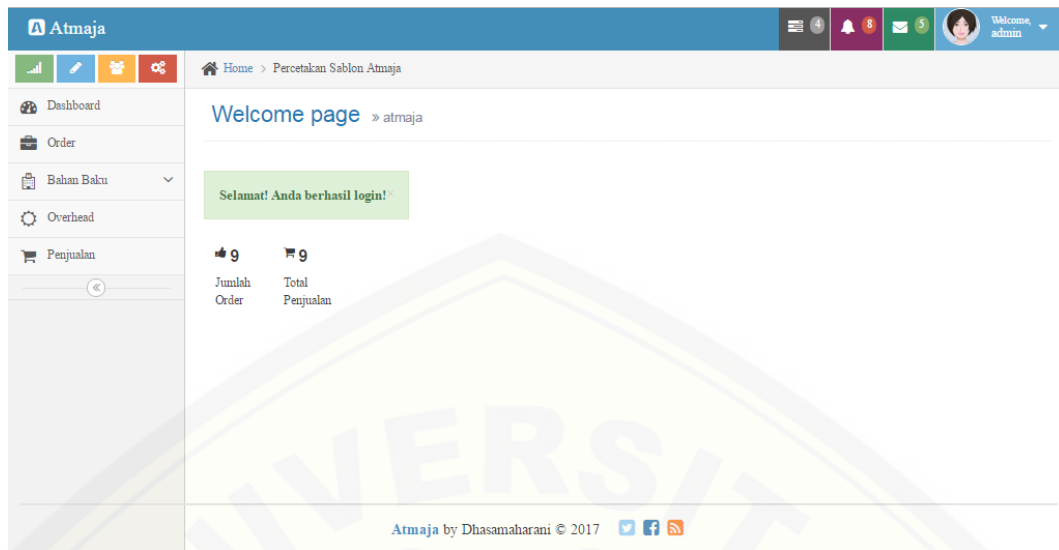 Atmaja
4
8
5
Welcome,
admin
Home > Percetakan Sablon Atmaja
Dashboard
Order
Bahan Baku
Overhead
Penjualan
Welcome page » atmaja
Selamat! Anda berhasil login!×
9
Jumlah
Order
9
Total
Penjualan
Atmaja by Dhasamaharani © 2017
VERSIT